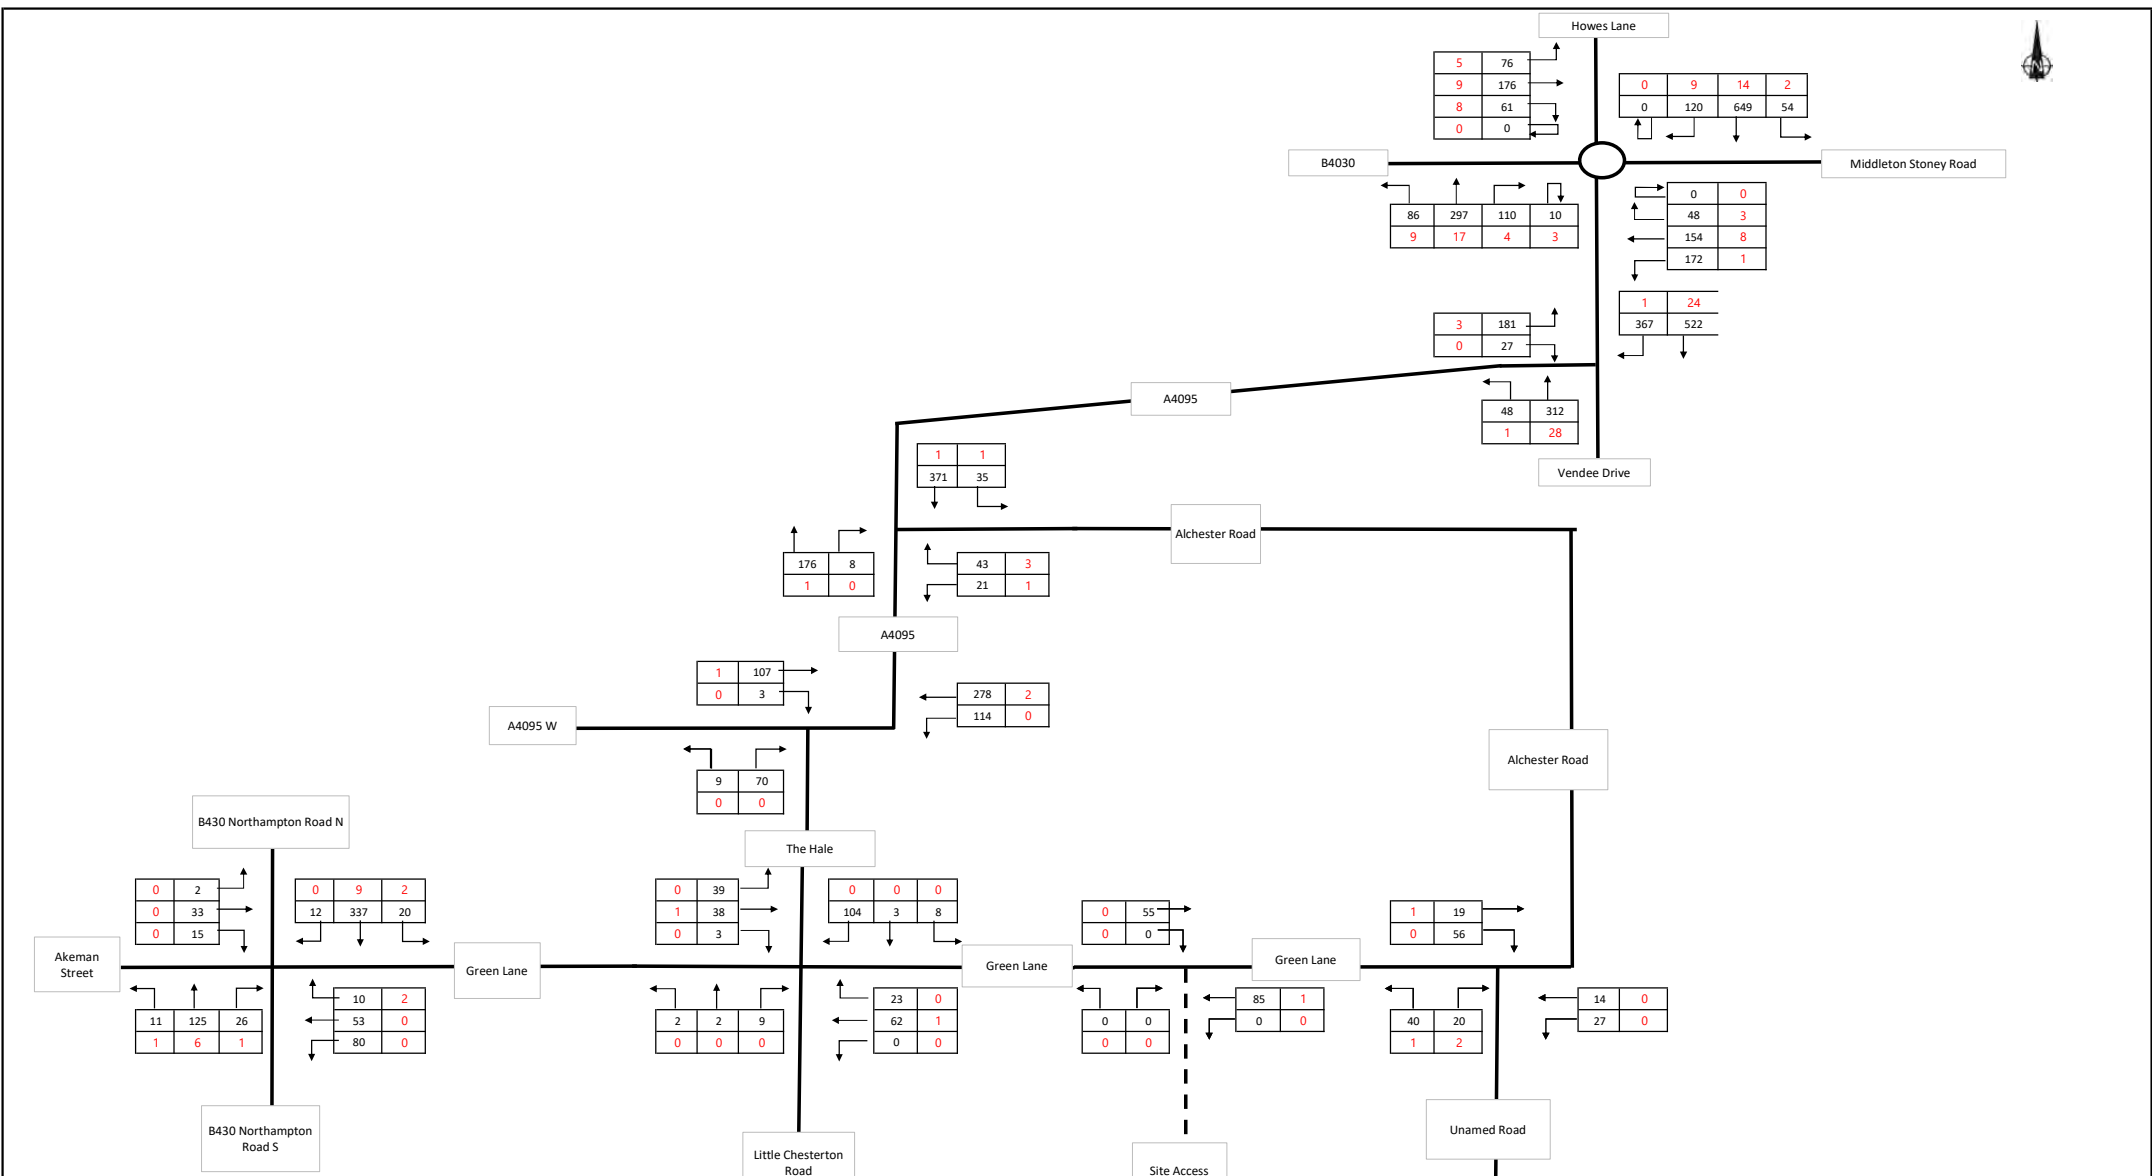 Howes Lane
5 76
9 176
8 61
0 0
0 9 14 2
0 120 649 54
B4030
Middleton Stoney Road
86 297 110 10
9 17 4 3
0 0
48 3
154 8
172 1
1 24
367 522
3 181
0 27
A4095
48 312
1 28
Vendee Drive
1 1
371 35
Alchester Road
176 8
1 0
43 3
21 1
A4095
1 107
0 3
278 2
114 0
A4095 W
9 70
0 0
Alchester Road
B430 Northampton Road N
The Hale
0 2
0 33
0 15
0 9 2
12 337 20
0 39
1 38
0 3
0 0 0
104 3 8
0 55
0 0
1 19
0 56
Akeman
Street
Green Lane
Green Lane
Green Lane
11 125 26
1 6 1
10 2
53 0
80 0
2 2 9
0 0 0
23 0
62 1
0 0
0 0
0 0
85 1
0 0
40 20
1 2
14 0
27 0
B430 Northampton
Road S
Little Chesterton
Road
Site Access
Unamed Road